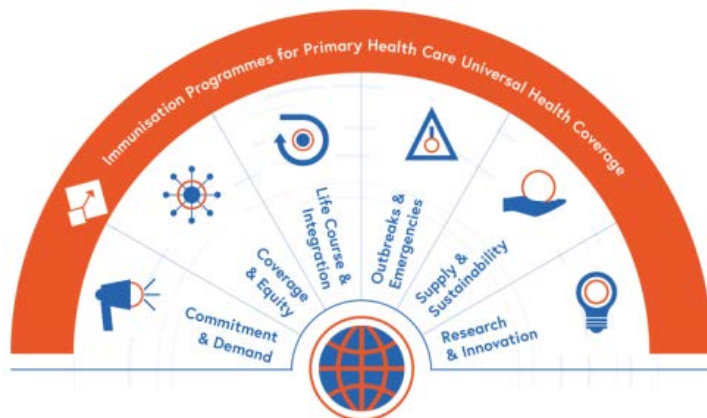 Immunisation Programmes for Primary Health Care Universal Health Coverage
Commitment
& Demand
Coverage
& Equity
Life Course &
Integration
Outbreaks &
Emergencies
Supply &
Sustainability
Research
& Innovation